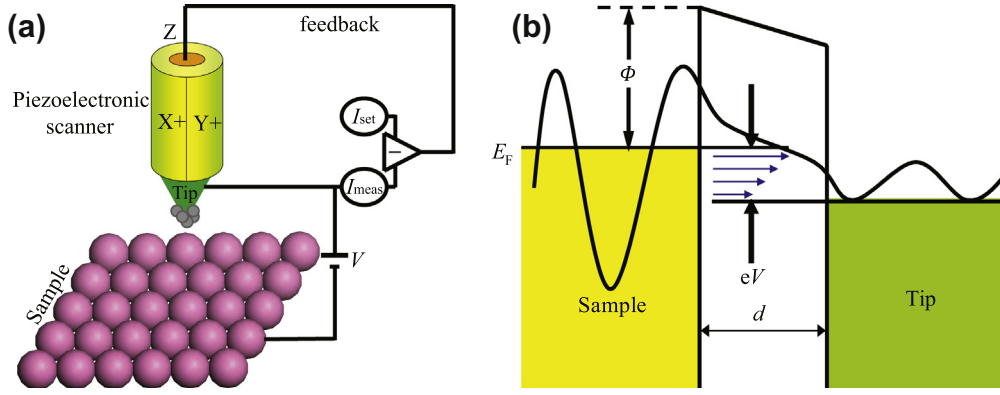 (a)
Z
feedback
Piezoelectronic
scanner
X+ Y+
Iset
−
Imeas
Tip
V
Sample
(b)
Φ
EF
eV
Sample
d
Tip